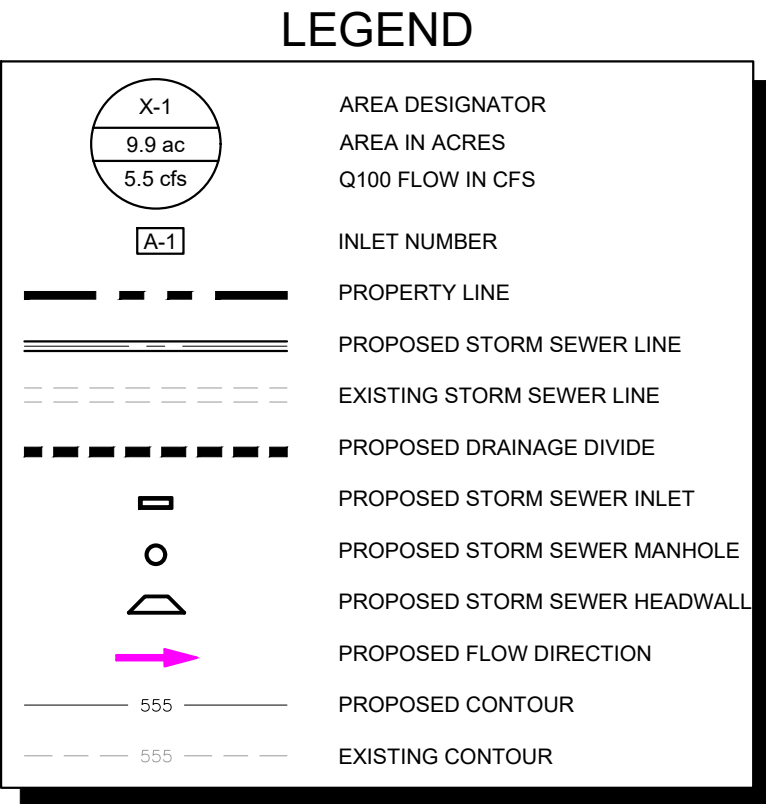 LEGEND
X-1 AREA DESIGNATOR
9.9 ac AREA IN ACRES
5.5 cfs Q100 FLOW IN CFS
A-1 INLET NUMBER
PROPERTY LINE
PROPOSED STORM SEWER LINE
EXISTING STORM SEWER LINE
PROPOSED DRAINAGE DIVIDE
PROPOSED STORM SEWER INLET
PROPOSED STORM SEWER MANHOLE
PROPOSED STORM SEWER HEADWALL
PROPOSED FLOW DIRECTION
555 PROPOSED CONTOUR
555 EXISTING CONTOUR